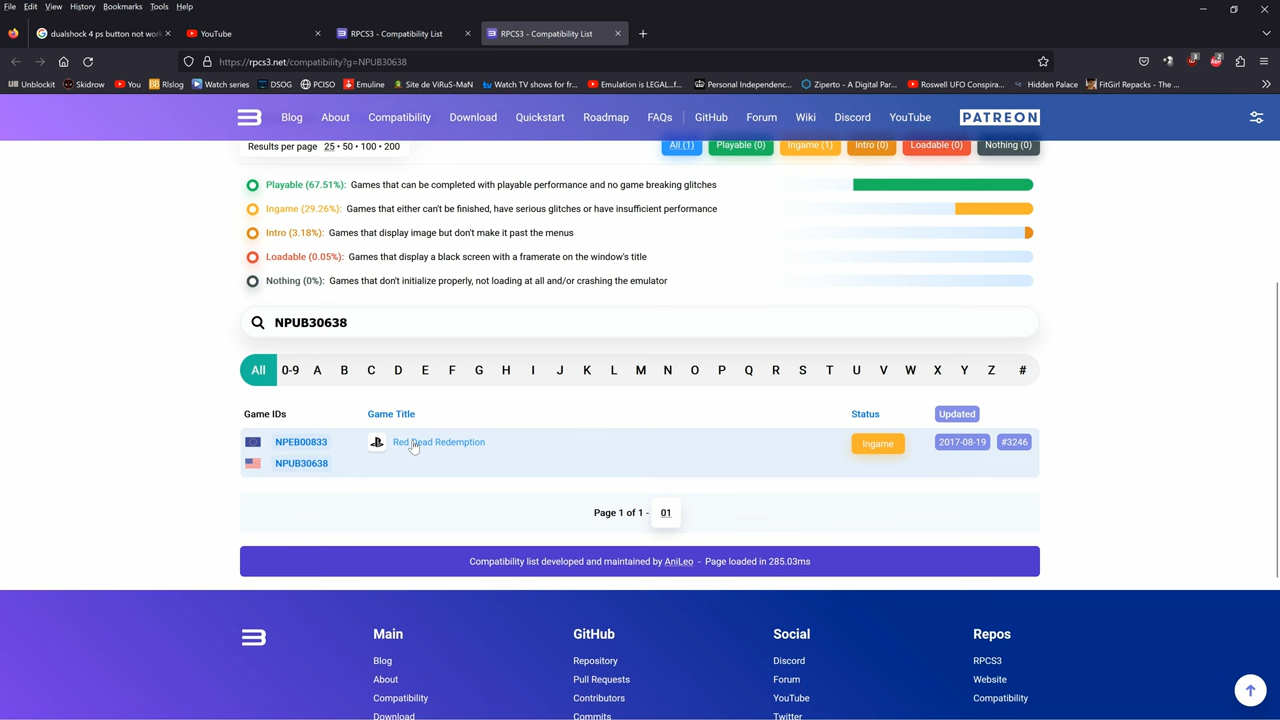 File Edit View History Bookmarks Tools Help
dualshock 4 ps button not work
YouTube
RPCS3 - Compatibility List
RPCS3 - Compatibility List
https://rpcs3.net/compatibility?g=NPUB30638
Unblockit Skidrow You RIslog Watch series DSOG PCISO Emuline Site de ViRuS-MaN Watch TV shows for fr... Emulation is LEGAL....f... Personal Independenc... Ziperto - A Digital Par... Roswell UFO Conspira... Hidden Palace FitGirl Repacks - The ...
Blog About Compatibility Download Quickstart Roadmap FAQs GitHub Forum Wiki Discord YouTube PATREON
Results per page 25 • 50 • 100 • 200 All (1) Playable (0) Ingame (1) Intro (0) Loadable (0) Nothing (0)
Playable (67.51%): Games that can be completed with playable performance and no game breaking glitches
Ingame (29.26%): Games that either can't be finished, have serious glitches or have insufficient performance
Intro (3.18%): Games that display image but don't make it past the menus
Loadable (0.05%): Games that display a black screen with a framerate on the window's title
Nothing (0%): Games that don't initialize properly, not loading at all and/or crashing the emulator
NPUB30638
All 0-9 A B C D E F G H I J K L M N O P Q R S T U V W X Y Z #
Game IDs Game Title Status Updated
NPEB00833 Red Dead Redemption Ingame 2017-08-19 #3246
NPUB30638
Page 1 of 1 - 01
Compatibility list developed and maintained by AniLeo - Page loaded in 285.03ms
Main GitHub Social Repos
Blog Repository Discord RPCS3
About Pull Requests Forum Website
Compatibility Contributors YouTube Compatibility
Download Commits Twitter